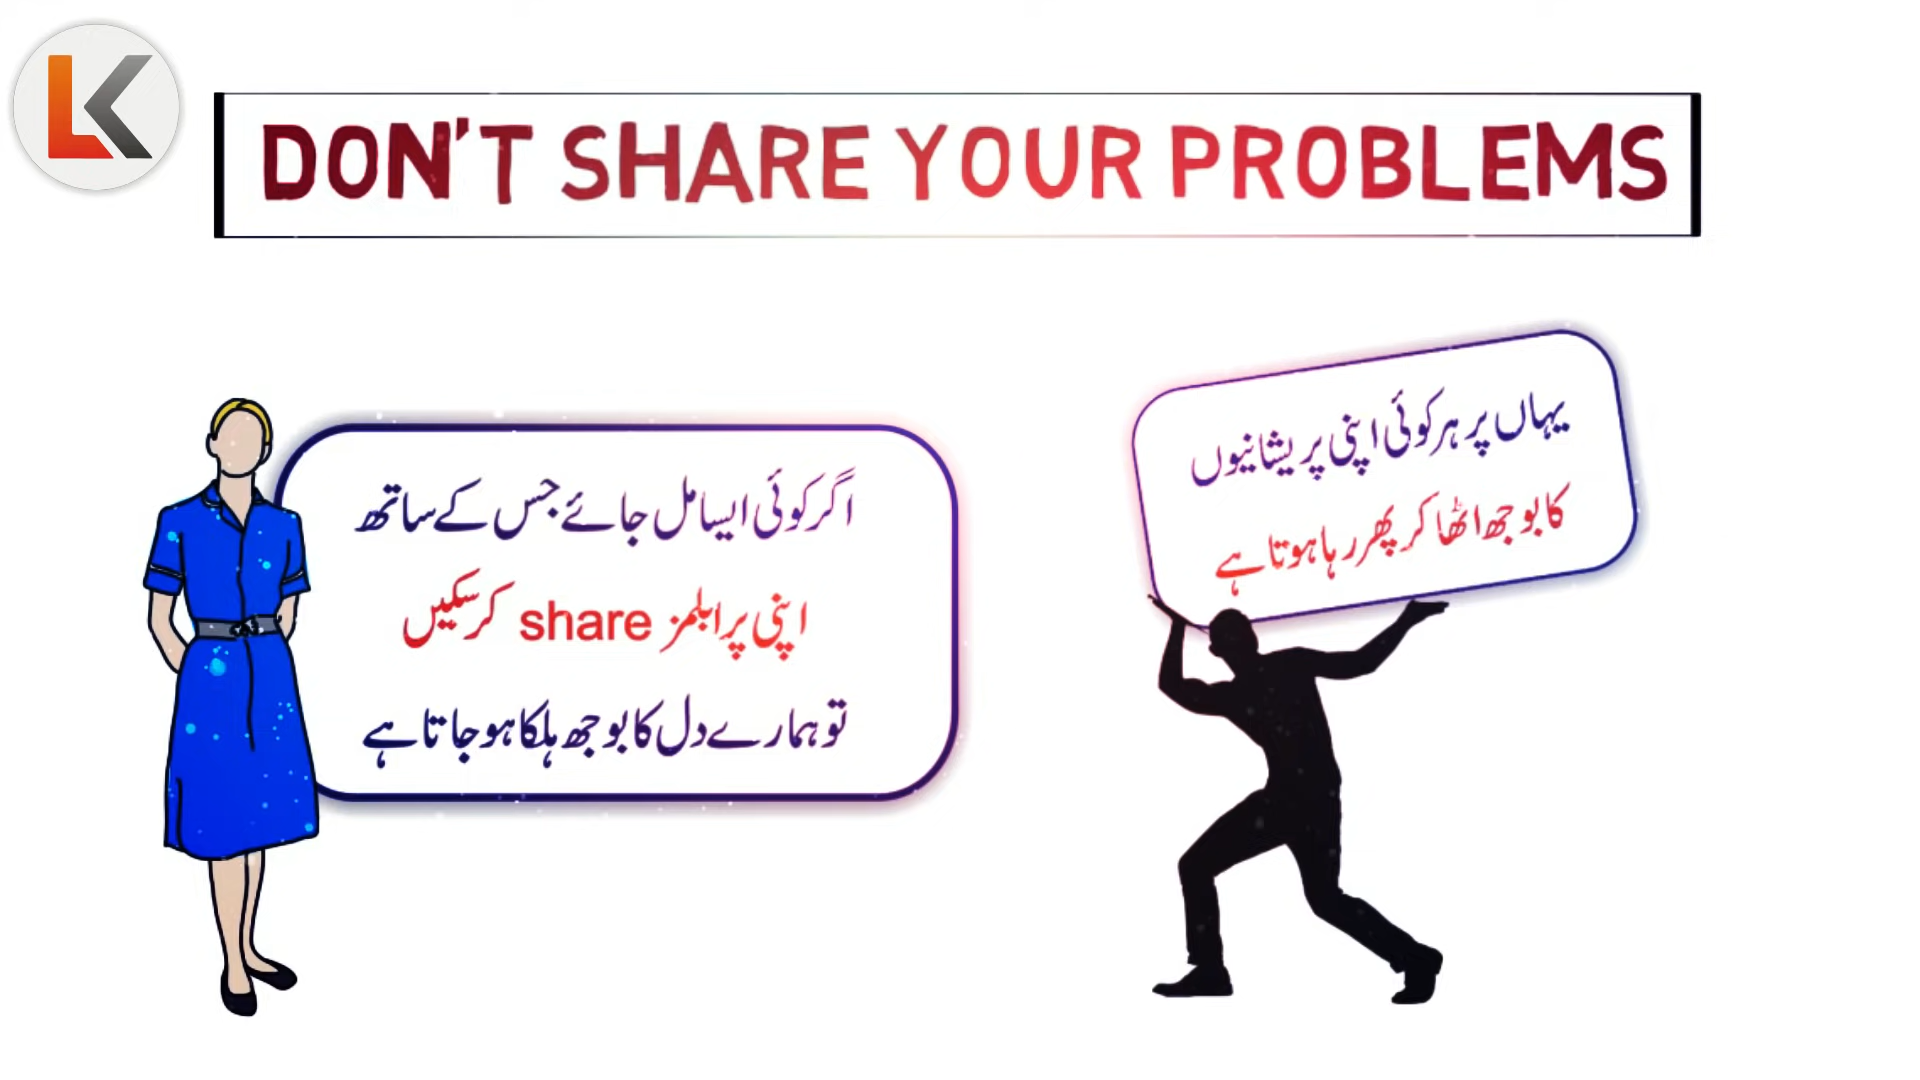 LK
DON'T SHARE YOUR PROBLEMS
اگر کوئی ایسا مل جائے جس کے ساتھ
اپنی پرابلمز share کر سکیں
تو ہمارے دل کا بوجھ ہلکا ہو جاتا ہے
یہاں پر ہر کوئی اپنی پریشانیوں
کا بوجھ اٹھا کر پھر رہا ہوتا ہے